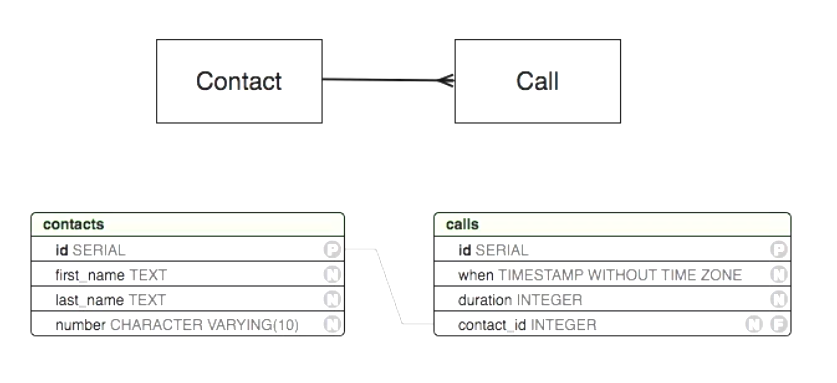 Contact
Call
contacts
id SERIAL P
first_name TEXT N
last_name TEXT N
number CHARACTER VARYING(10) N
calls
id SERIAL P
when TIMESTAMP WITHOUT TIME ZONE N
duration INTEGER N
contact_id INTEGER N F